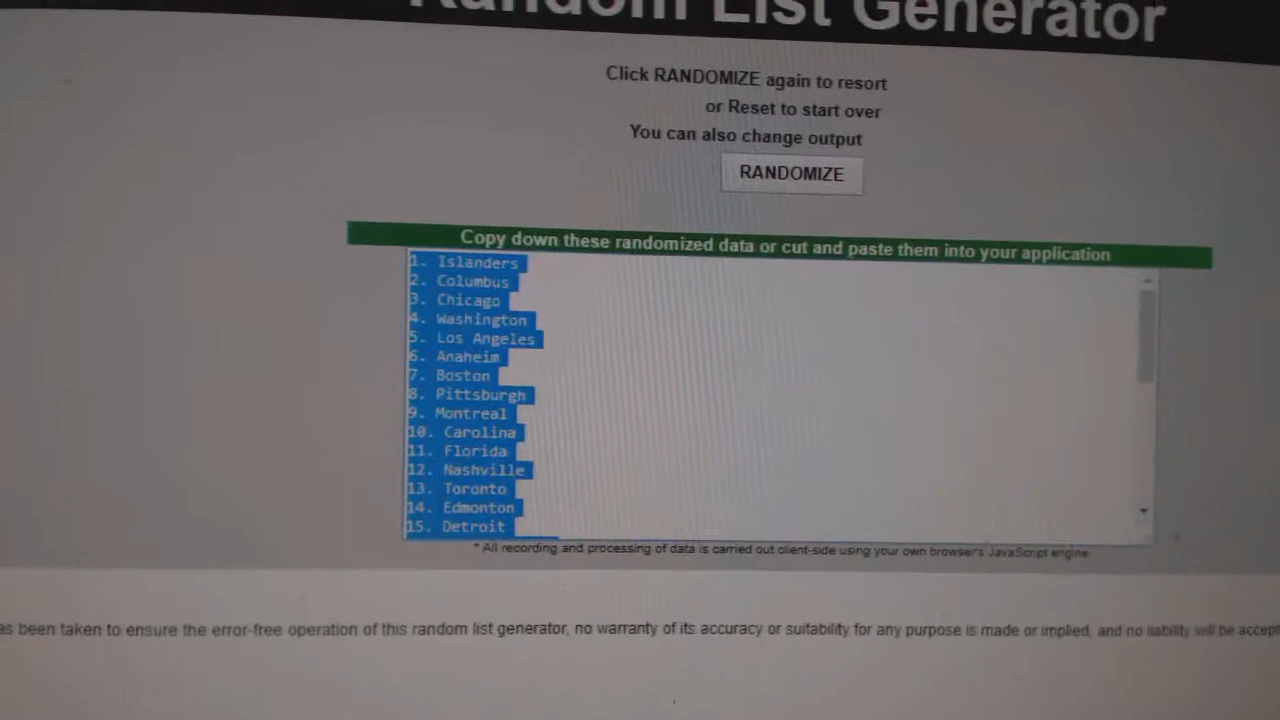 Random List Generator
Click RANDOMIZE again to resort
or Reset to start over
You can also change output
RANDOMIZE
Copy down these randomized data or cut and paste them into your application
1. Islanders
2. Columbus
3. Chicago
4. Washington
5. Los Angeles
6. Anaheim
7. Boston
8. Pittsburgh
9. Montreal
10. Carolina
11. Florida
12. Nashville
13. Toronto
14. Edmonton
15. Detroit
* All recording and processing of data is carried out client-side using your own browser's JavaScript engine
as been taken to ensure the error-free operation of this random list generator, no warranty of its accuracy or suitability for any purpose is made or implied, and no liability will be accept